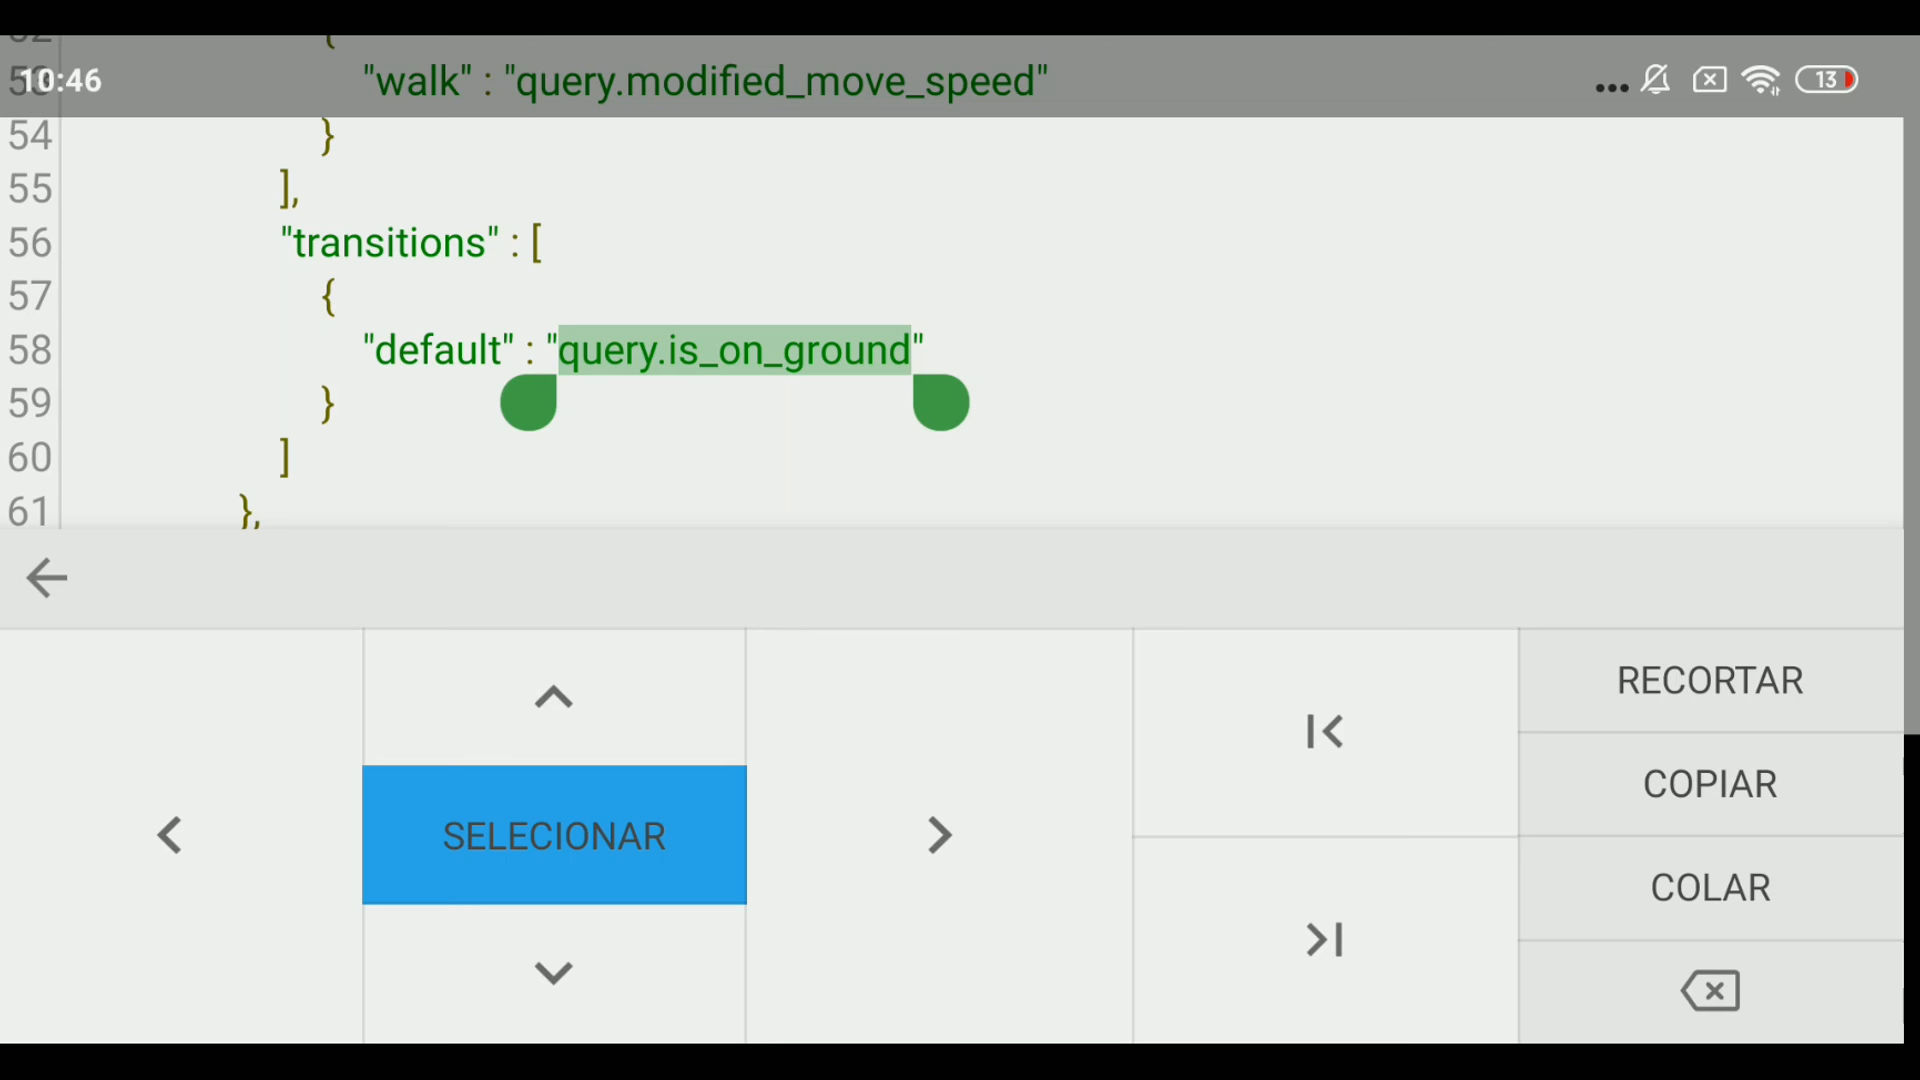 10:46
13
53 "walk" : "query.modified_move_speed"
54 }
55 ],
56 "transitions" : [
57 {
58 "default" : "query.is_on_ground"
59 }
60 ]
61 },
SELECIONAR
RECORTAR
COPIAR
COLAR